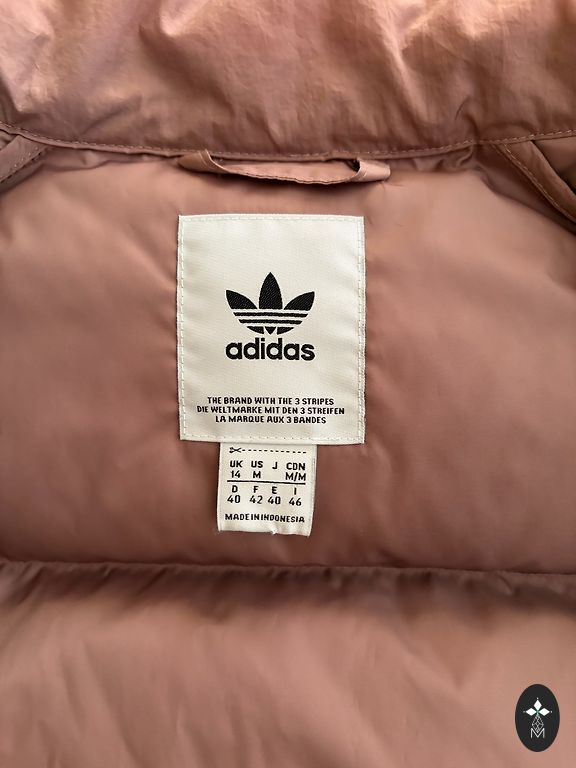 adidas
THE BRAND WITH THE 3 STRIPES
DIE WELTMARKE MIT DEN 3 STREIFEN
LA MARQUE AUX 3 BANDES
UK US J CDN
14 M M/M
D F E I
40 42 40 46
MADE IN INDONESIA
M